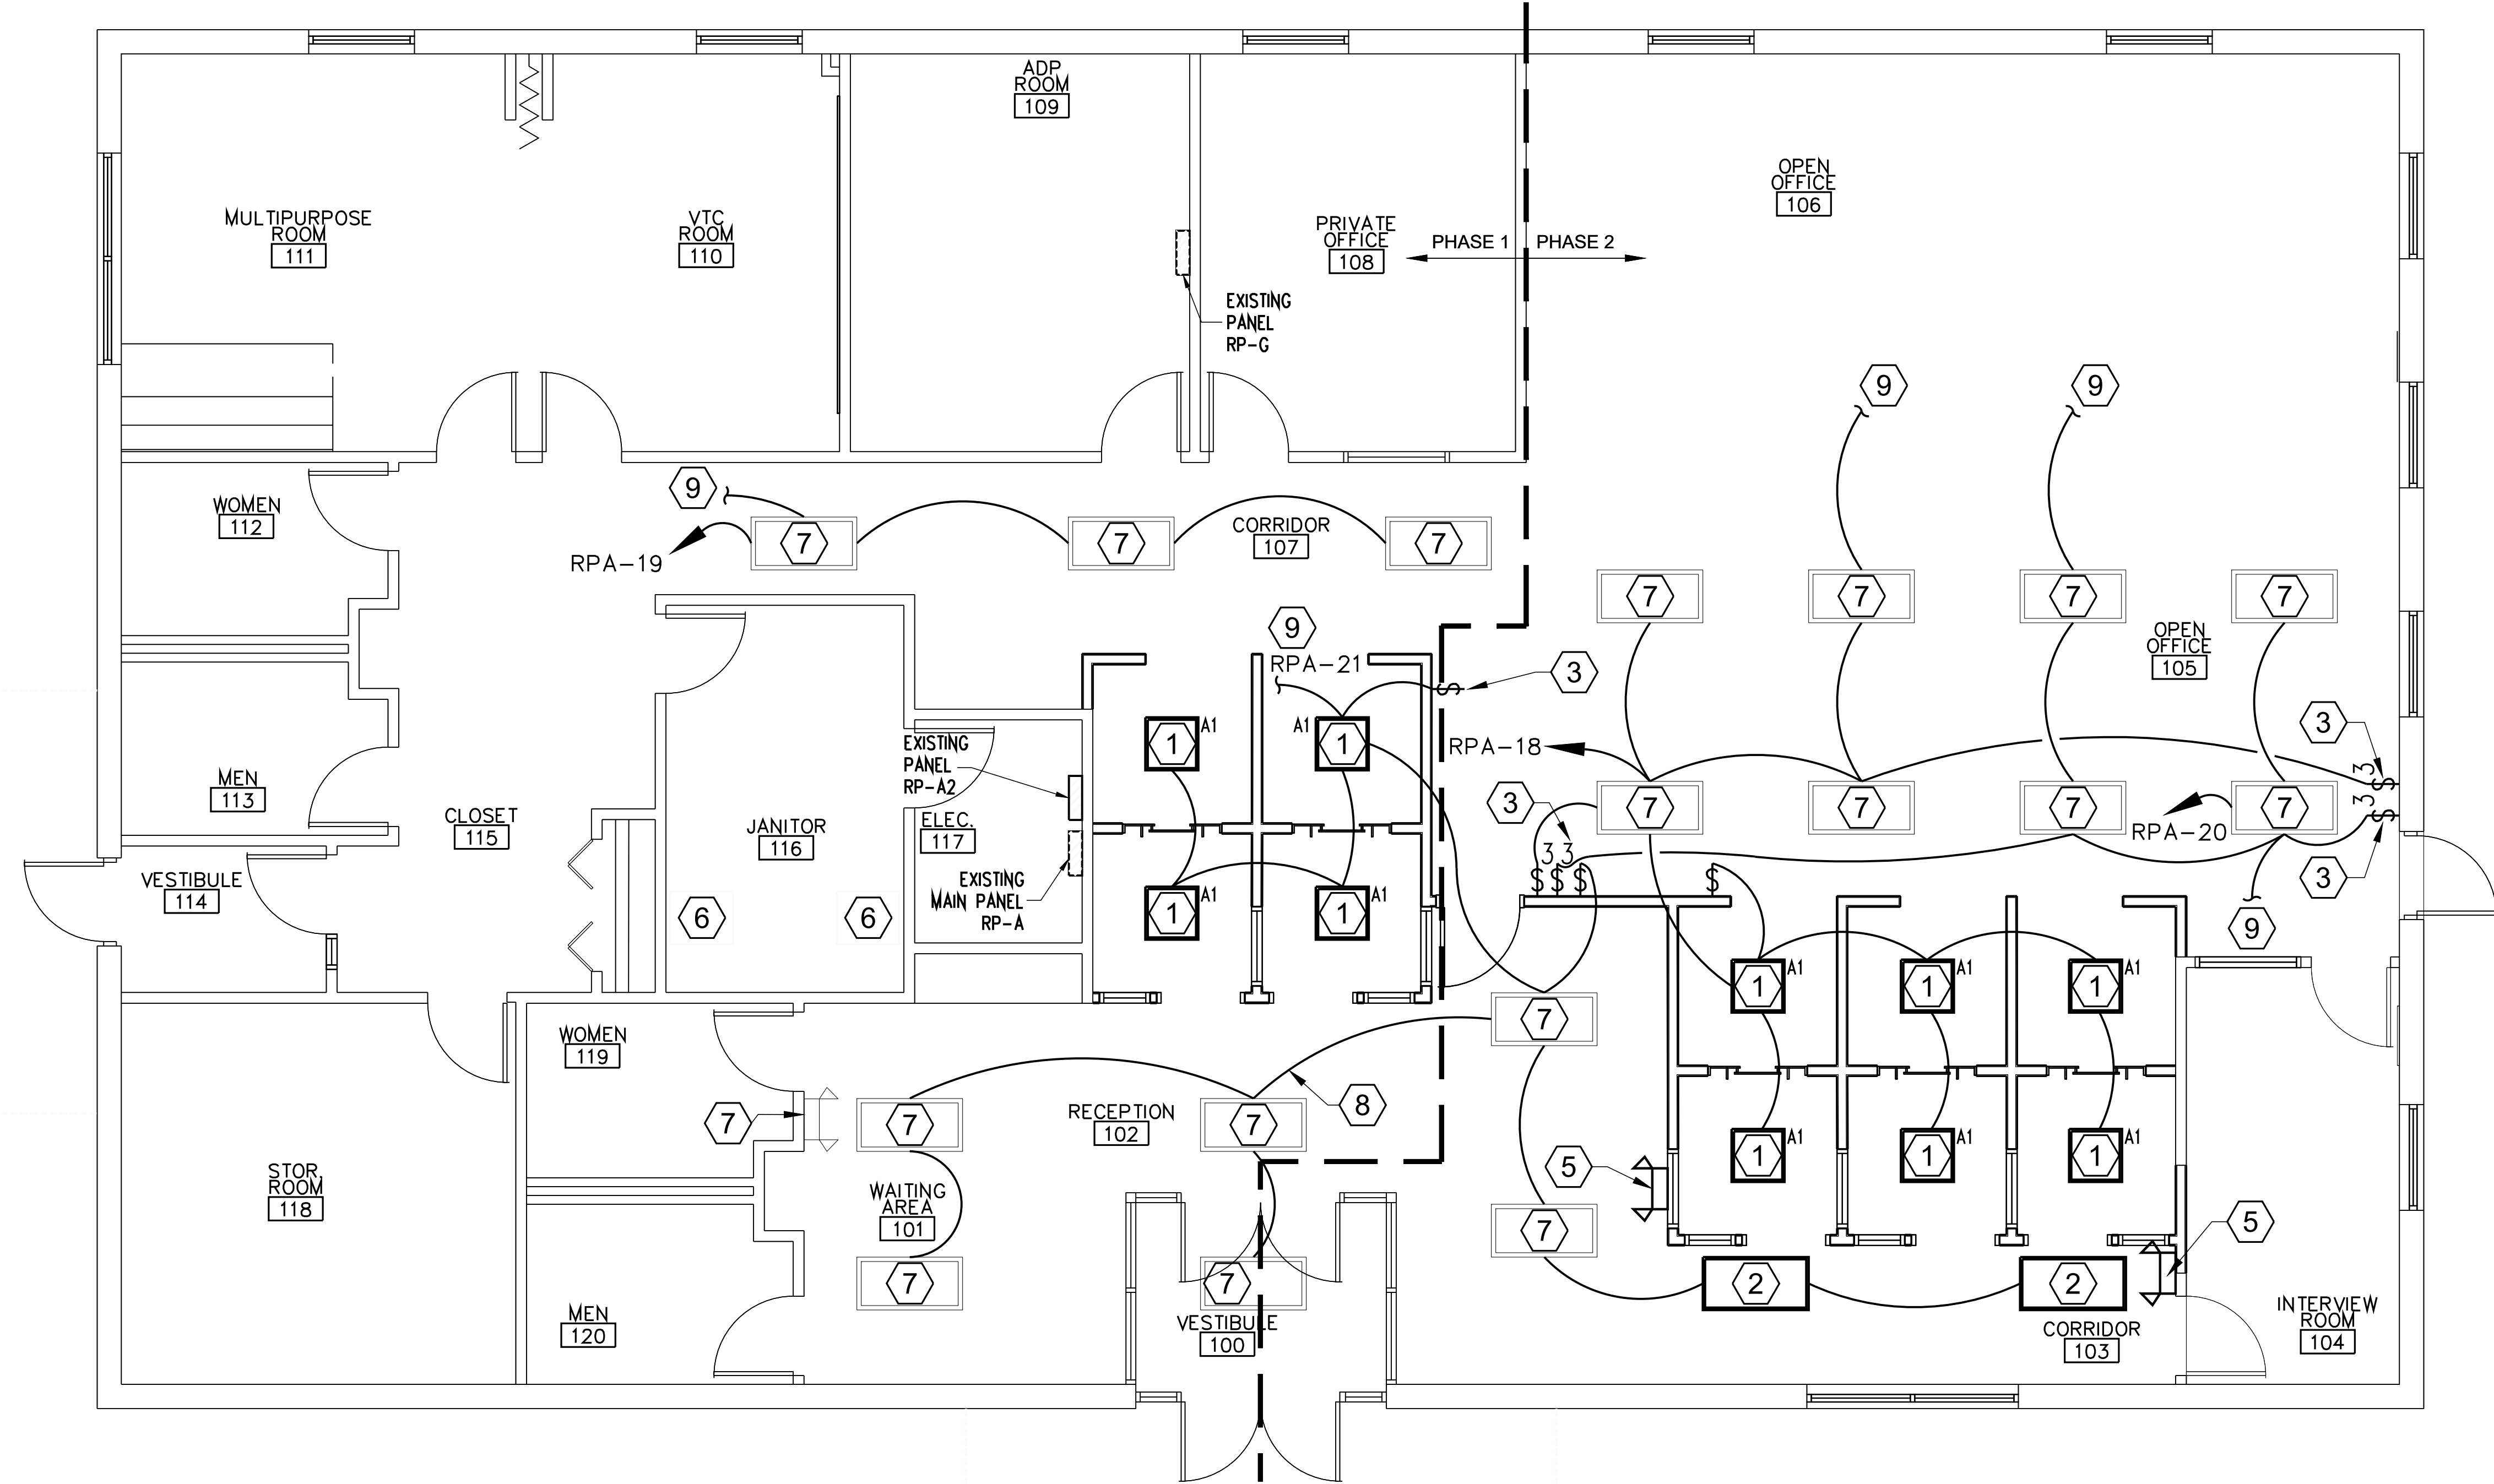 ADP
ROOM
109
OPEN
OFFICE
106
MULTIPURPOSE
ROOM
111
VTC
ROOM
110
PRIVATE
OFFICE
108
PHASE 1
PHASE 2
EXISTING
PANEL
RP-G
9
9
WOMEN
112
9
7
7
CORRIDOR
107
7
RPA-19
7
7
7
7
9
RPA-21
3
OPEN
OFFICE
105
A1
1
A1
1
RPA-18
3
EXISTING
PANEL
RP-A2
MEN
113
CLOSET
115
JANITOR
116
ELEC.
117
3
7
7
7
RPA-20
7
3
$
3
$
3
3 3
$ $ $
$
$
VESTIBULE
114
EXISTING
MAIN PANEL
RP-A
6
6
1
A1
1
A1
9
1
A1
1
A1
1
A1
7
WOMEN
119
7
7
RECEPTION
102
7
8
1
A1
1
A1
1
A1
5
STOR.
ROOM
118
WAITING
AREA
101
7
5
7
7
2
2
MEN
120
VESTIBULE
100
CORRIDOR
103
INTERVIEW
ROOM
104